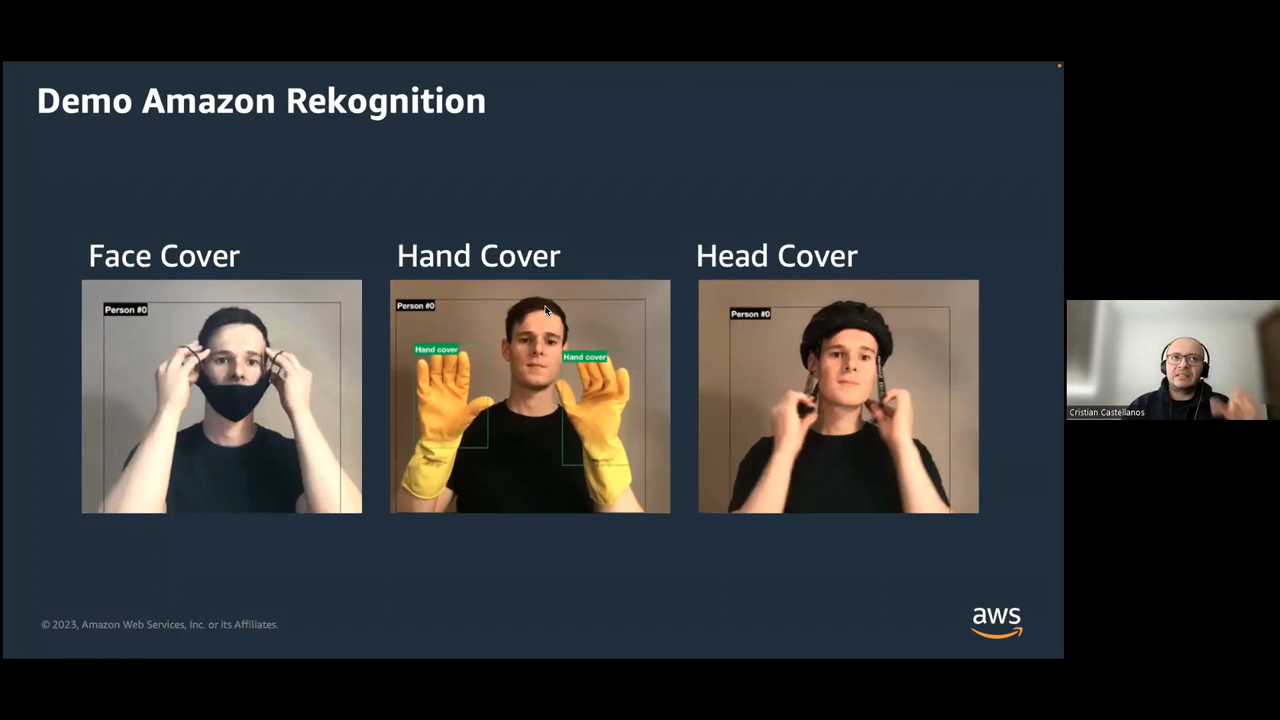 Demo Amazon Rekognition
Face Cover
Hand Cover
Head Cover
Person #0
Person #0
Hand cover
Hand cover
Person #0
Cristian Castellanos
© 2023, Amazon Web Services, Inc. or its Affiliates.
aws